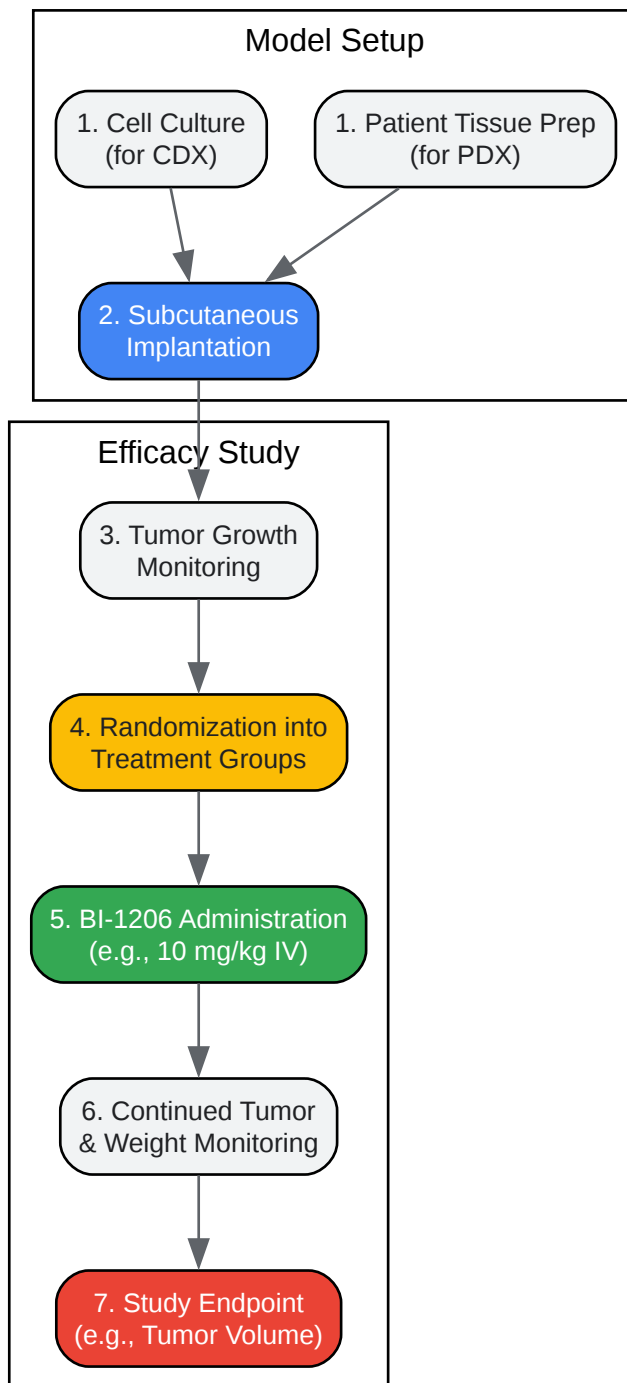 Model Setup
1. Cell Culture
(for CDX)
1. Patient Tissue Prep
(for PDX)
2. Subcutaneous
Implantation
Efficacy Study
3. Tumor Growth
Monitoring
4. Randomization into
Treatment Groups
5. BI-1206 Administration
(e.g., 10 mg/kg IV)
6. Continued Tumor
& Weight Monitoring
7. Study Endpoint
(e.g., Tumor Volume)